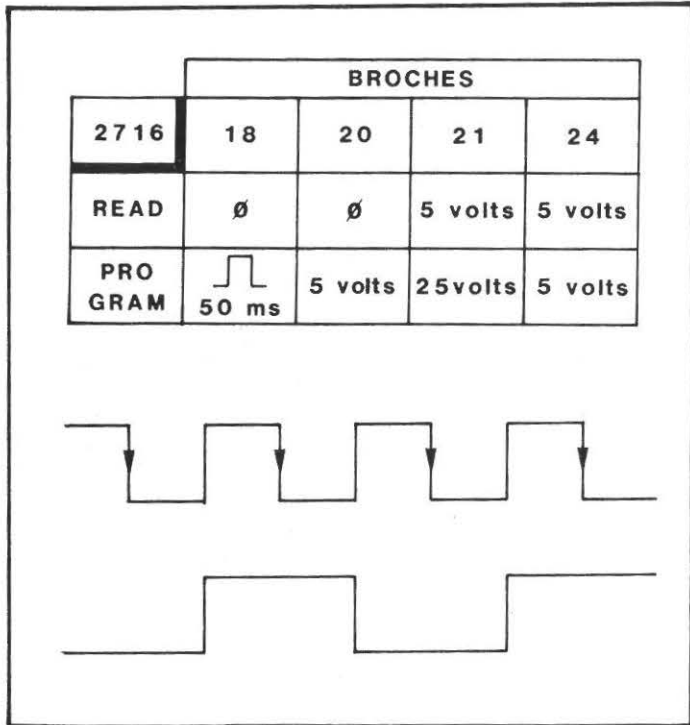 BROCHES
2716 18 20 21 24
READ Ø Ø 5 volts 5 volts
PRO
GRAM 50 ms 5 volts 25volts 5 volts